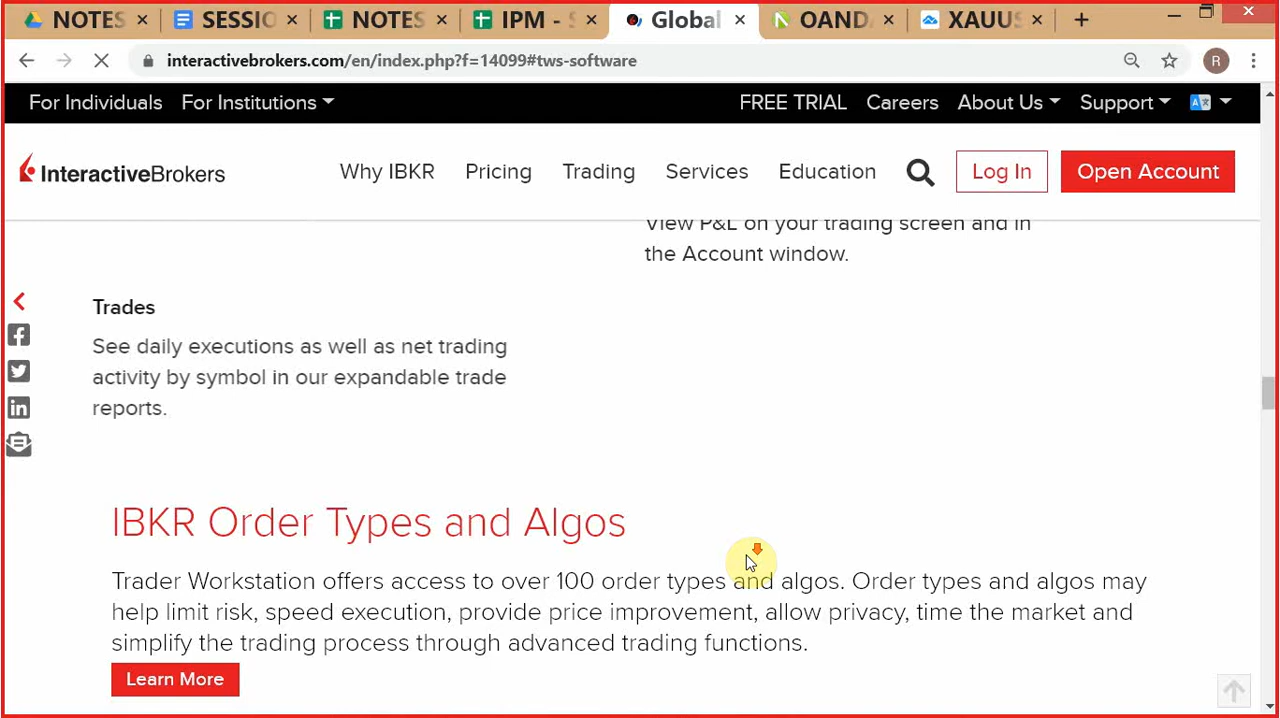 NOTES
SESSIO
NOTES
IPM - S
Global
OANDA
XAUUS
interactivebrokers.com/en/index.php?f=14099#tws-software
R
For Individuals For Institutions FREE TRIAL Careers About Us Support
InteractiveBrokers Why IBKR Pricing Trading Services Education Log In Open Account
View P&L on your trading screen and in
the Account window.
Trades
See daily executions as well as net trading
activity by symbol in our expandable trade
reports.
IBKR Order Types and Algos
Trader Workstation offers access to over 100 order types and algos. Order types and algos may
help limit risk, speed execution, provide price improvement, allow privacy, time the market and
simplify the trading process through advanced trading functions.
Learn More